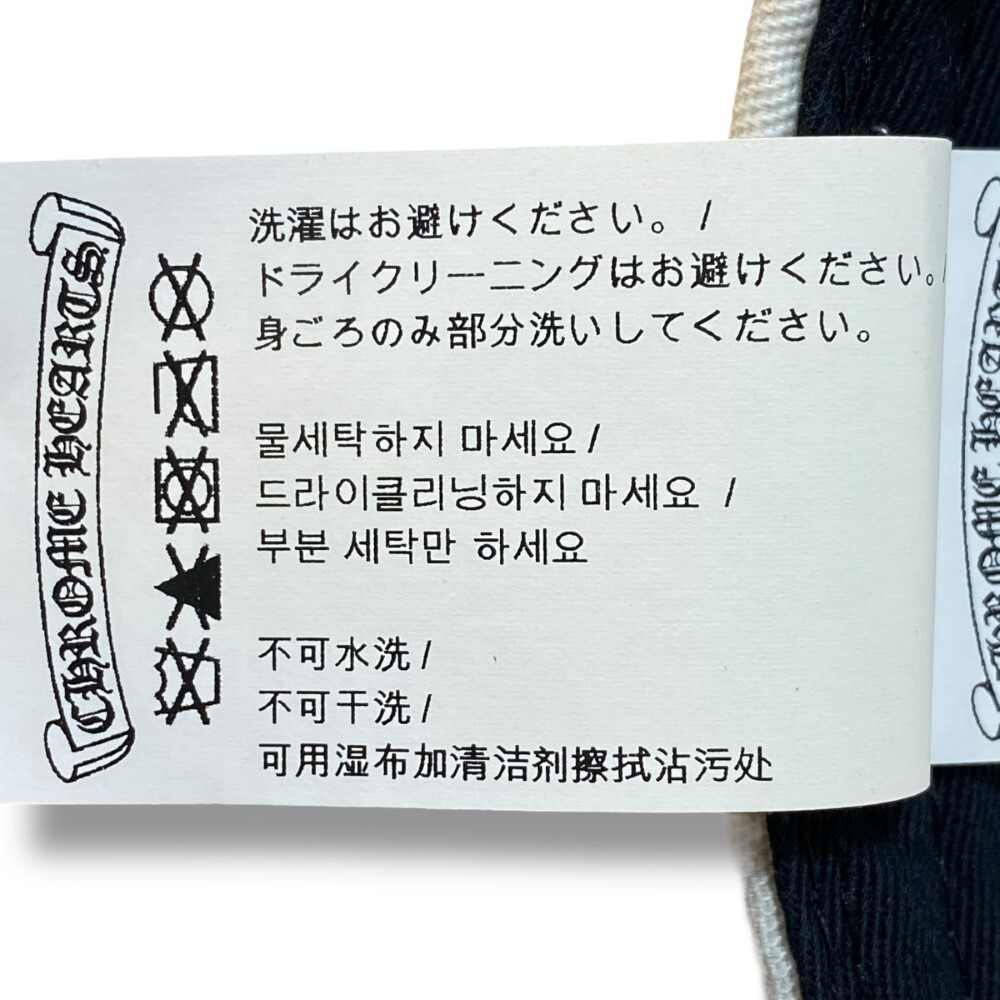 CHROME HEARTS
洗濯はお避けください。/
ドライクリーニングはお避けください。/
身ごろのみ部分洗いしてください。
물세탁하지 마세요 /
드라이클리닝하지 마세요 /
부분 세탁만 하세요
不可水洗 /
不可干洗 /
可用湿布加清洁剂擦拭沾污处